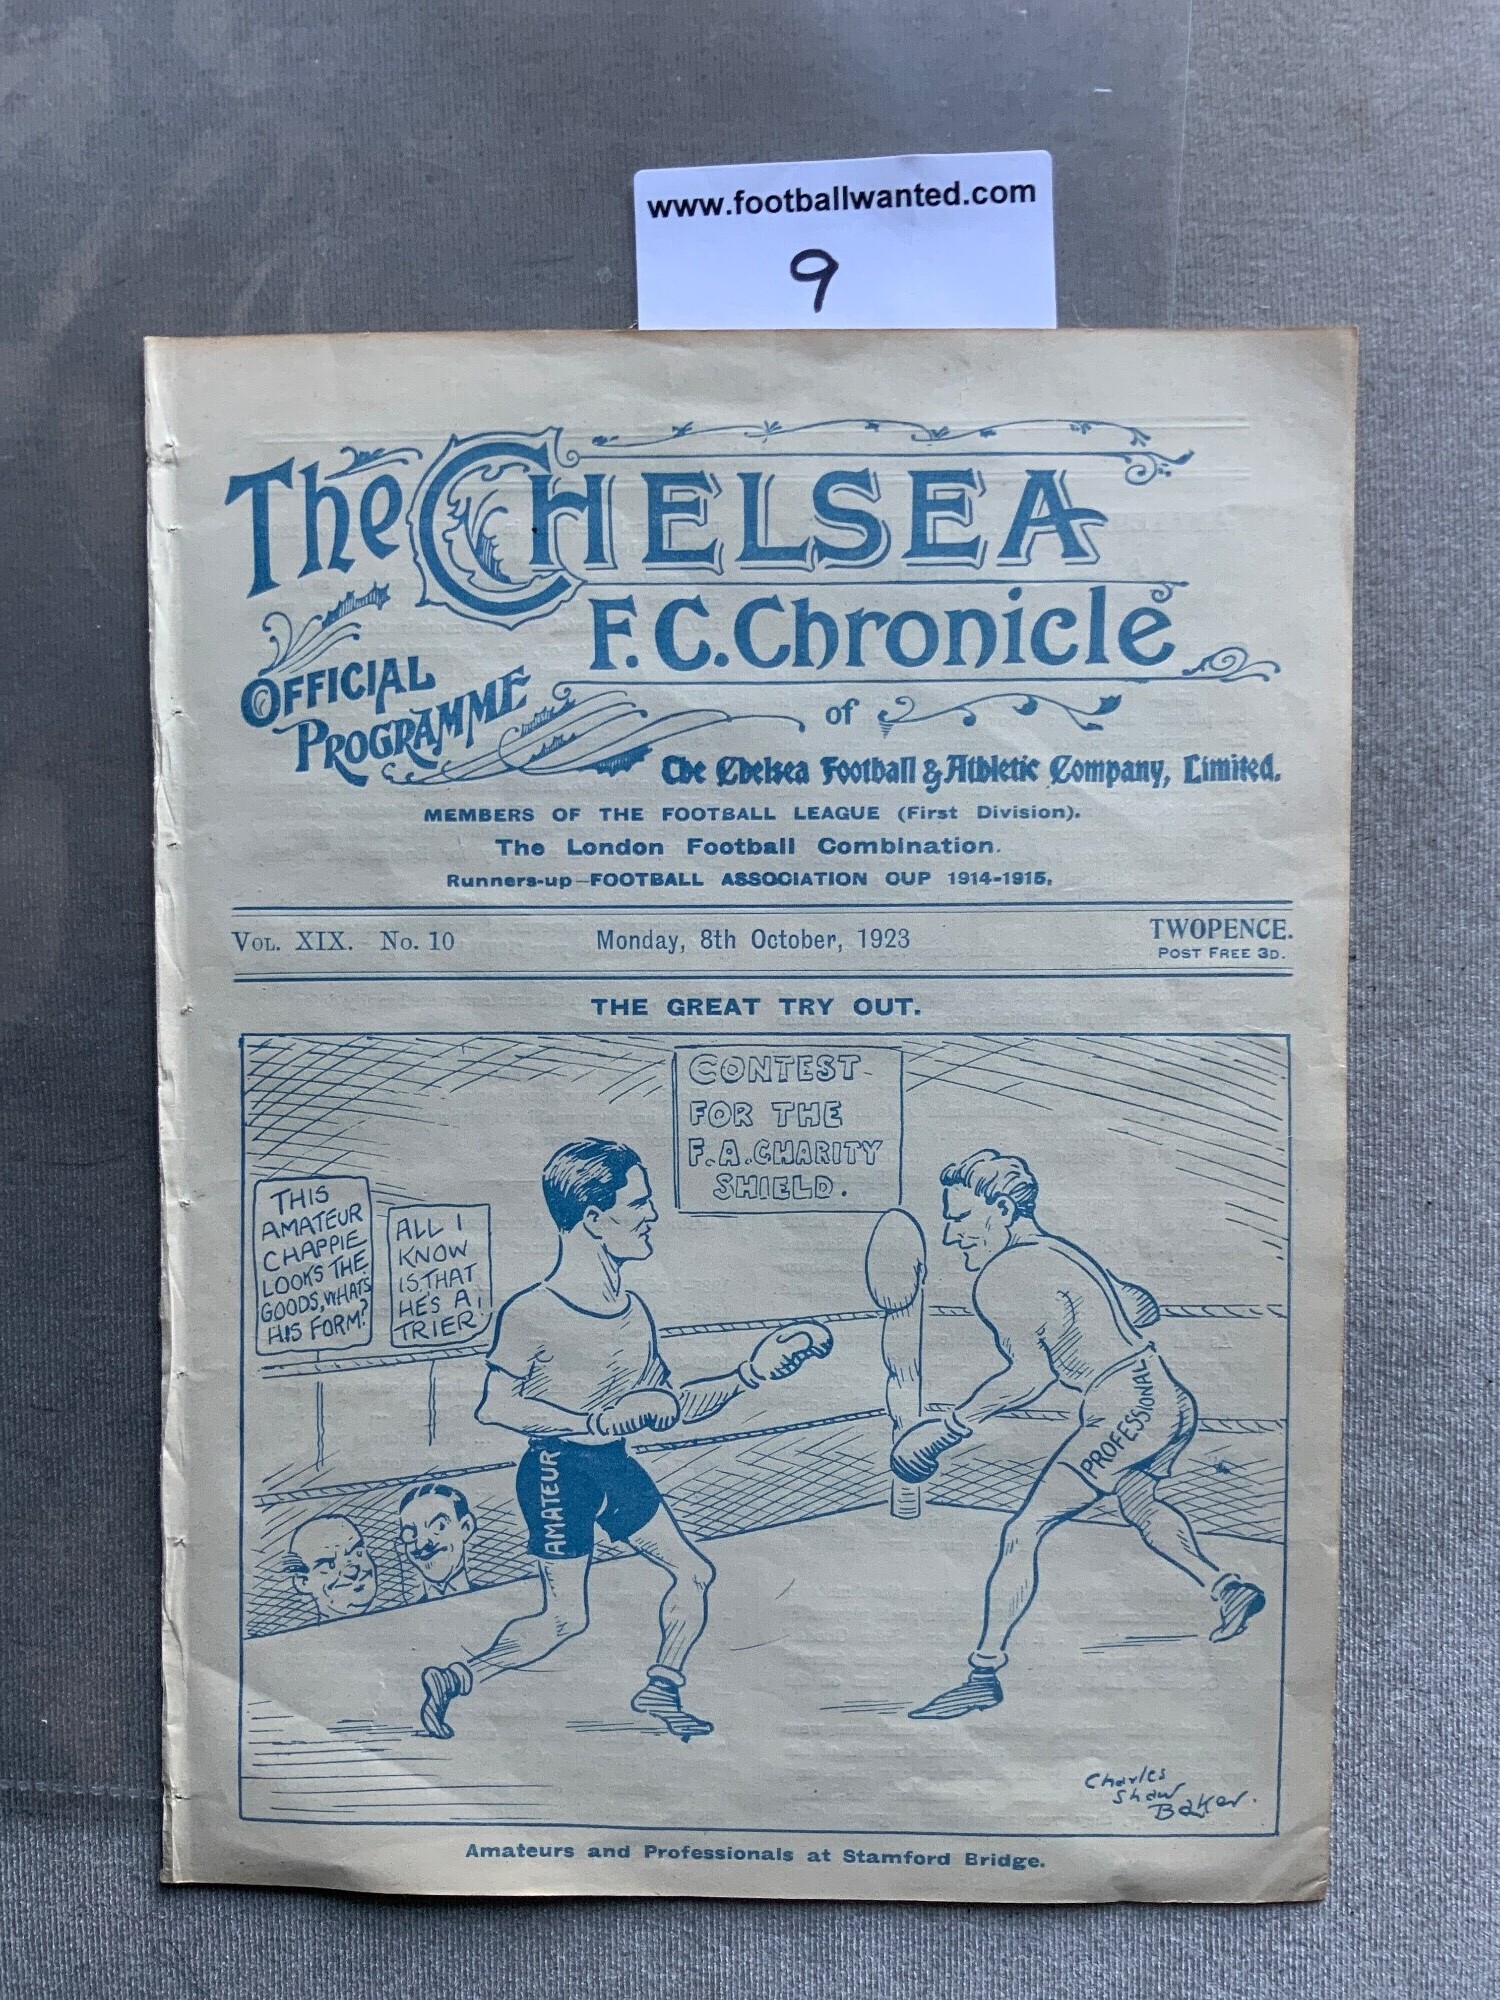 www.footballwanted.com
9
The CHELSEA
F.C. Chronicle
OFFICIAL
PROGRAMME
of
The Chelsea Football & Athletic Company, Limited.
MEMBERS OF THE FOOTBALL LEAGUE (First Division).
The London Football Combination.
Runners-up—FOOTBALL ASSOCIATION CUP 1914-1915.
VOL. XIX. No. 10
Monday, 8th October, 1923
TWOPENCE.
POST FREE 3D.
THE GREAT TRY OUT.
CONTEST
FOR THE
F.A. CHARITY
SHIELD.
THIS
AMATEUR
CHAPPIE
LOOKS THE
GOODS, WHATS
HIS FORM?
ALL I
KNOW
IS, THAT
HE'S A
TRIER!
AMATEUR
PROFESSIONAL
Charles
Shaw
Baker.
Amateurs and Professionals at Stamford Bridge.